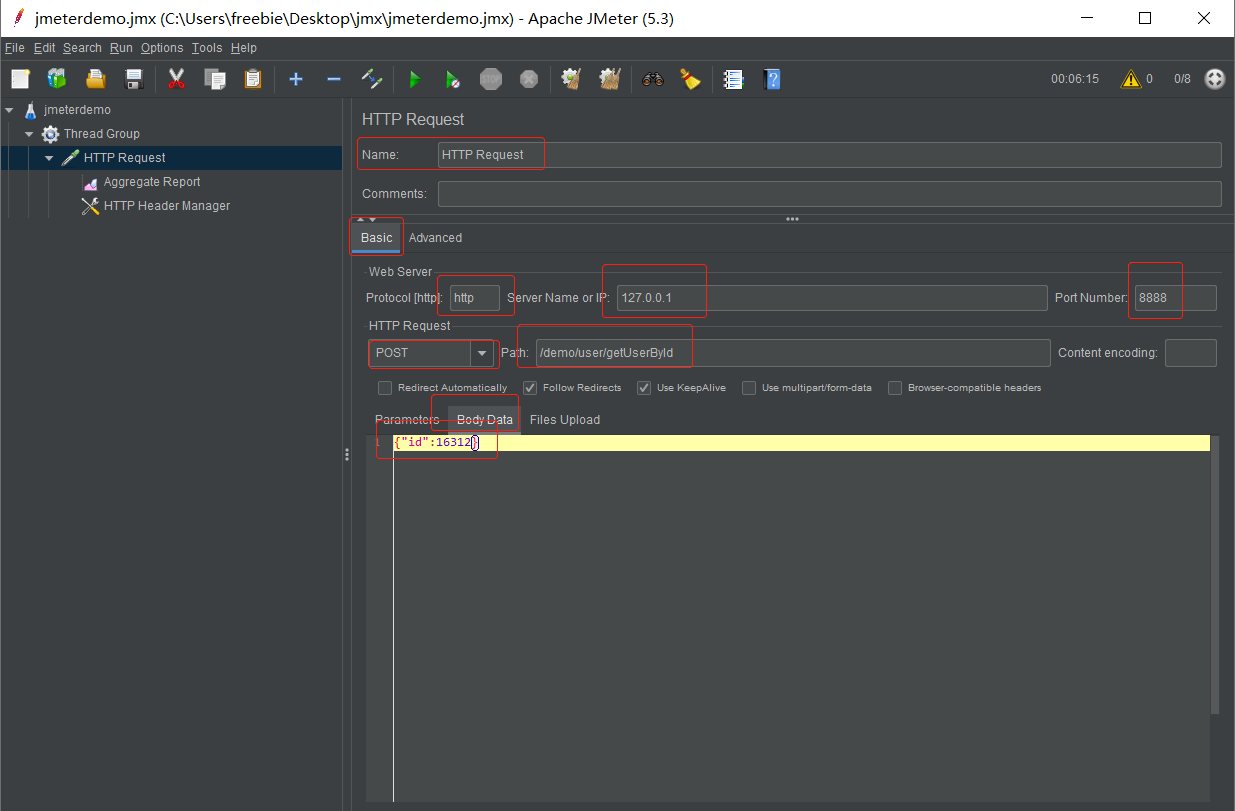 jmeterdemo.jmx (C:\Users\freebie\Desktop\jmx\jmeterdemo.jmx) - Apache JMeter (5.3)
File Edit Search Run Options Tools Help
STOP 00:06:15 0 0/8
jmeterdemo
Thread Group
HTTP Request
Aggregate Report
HTTP Header Manager
HTTP Request
Name: HTTP Request
Comments:
Basic Advanced
Web Server
Protocol [http]: http Server Name or IP: 127.0.0.1 Port Number: 8888
HTTP Request
POST Path: /demo/user/getUserById Content encoding:
Redirect Automatically Follow Redirects Use KeepAlive Use multipart/form-data Browser-compatible headers
Parameters Body Data Files Upload
1 {"id":16312}